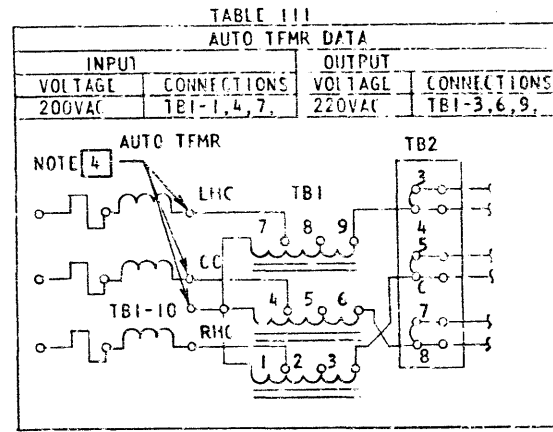 TABLE III
AUTO TFMR DATA
INPUT OUTPUT
VOLTAGE CONNECTIONS VOLTAGE CONNECTIONS
200VAC TB1-1,4,7, 220VAC TB1-3,6,9,
AUTO TFMR TB2
NOTE 4
3
LHC TB1
7 8 9
4
5
CC
6
TB1-10 4 5 6
7
RHC
1 2 3
8